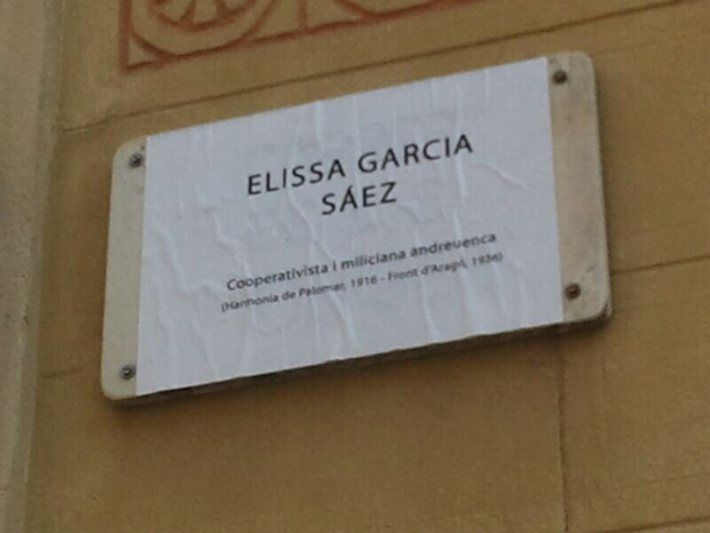 ELISSA GARCIA
SÁEZ
Cooperativista i miliciana andreuenca
(Harmonia de Palomar, 1916 - Front d'Aragó, 1936)